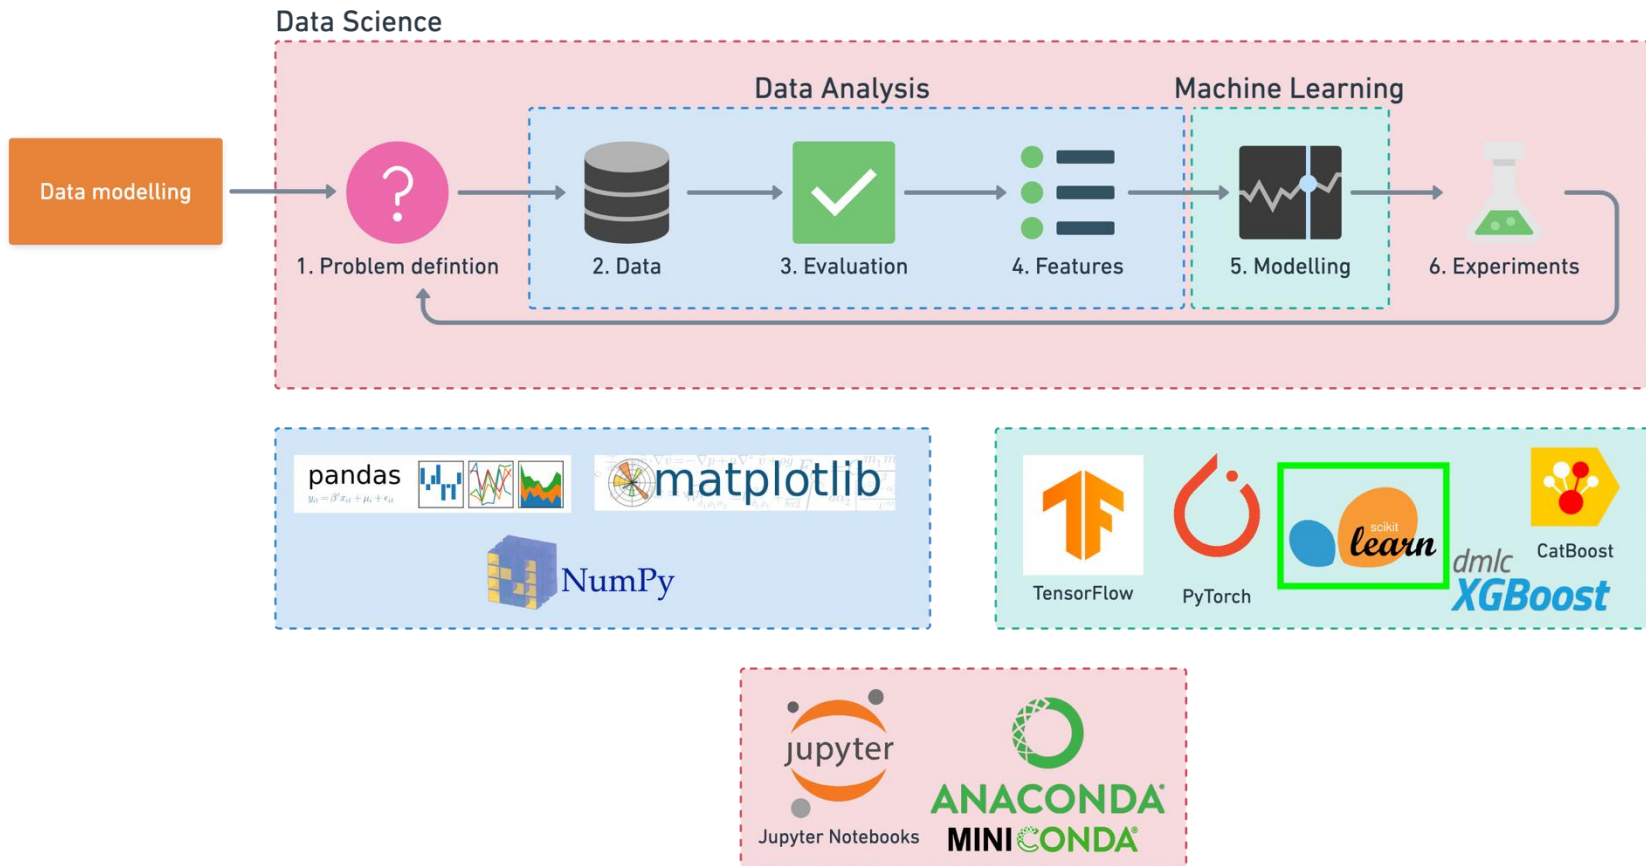 Data Science
Data Analysis
Machine Learning
Data modelling
1. Problem defintion
2. Data
3. Evaluation
4. Features
5. Modelling
6. Experiments
pandas
matplotlib
NumPy
TensorFlow
PyTorch
scikit
learn
CatBoost
dmlc
XGBoost
jupyter
Jupyter Notebooks
ANACONDA
MINICONDA